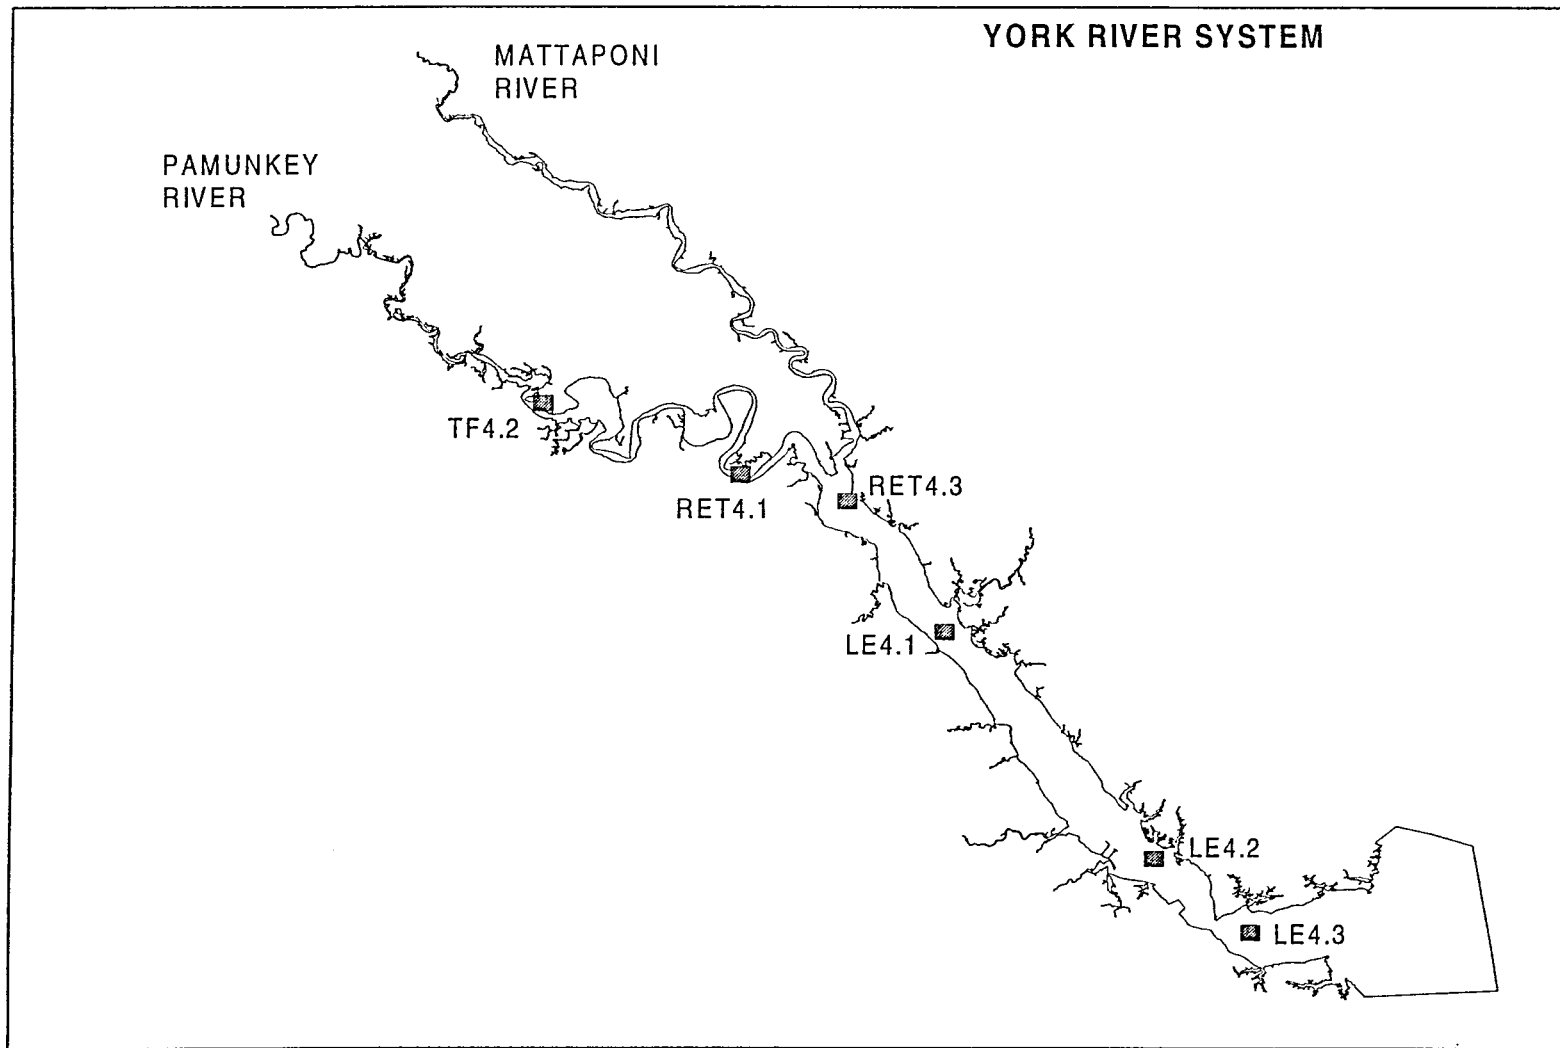 YORK RIVER SYSTEM
MATTAPONI
RIVER
PAMUNKEY
RIVER
TF4.2
RET4.1
RET4.3
LE4.1
LE4.2
LE4.3